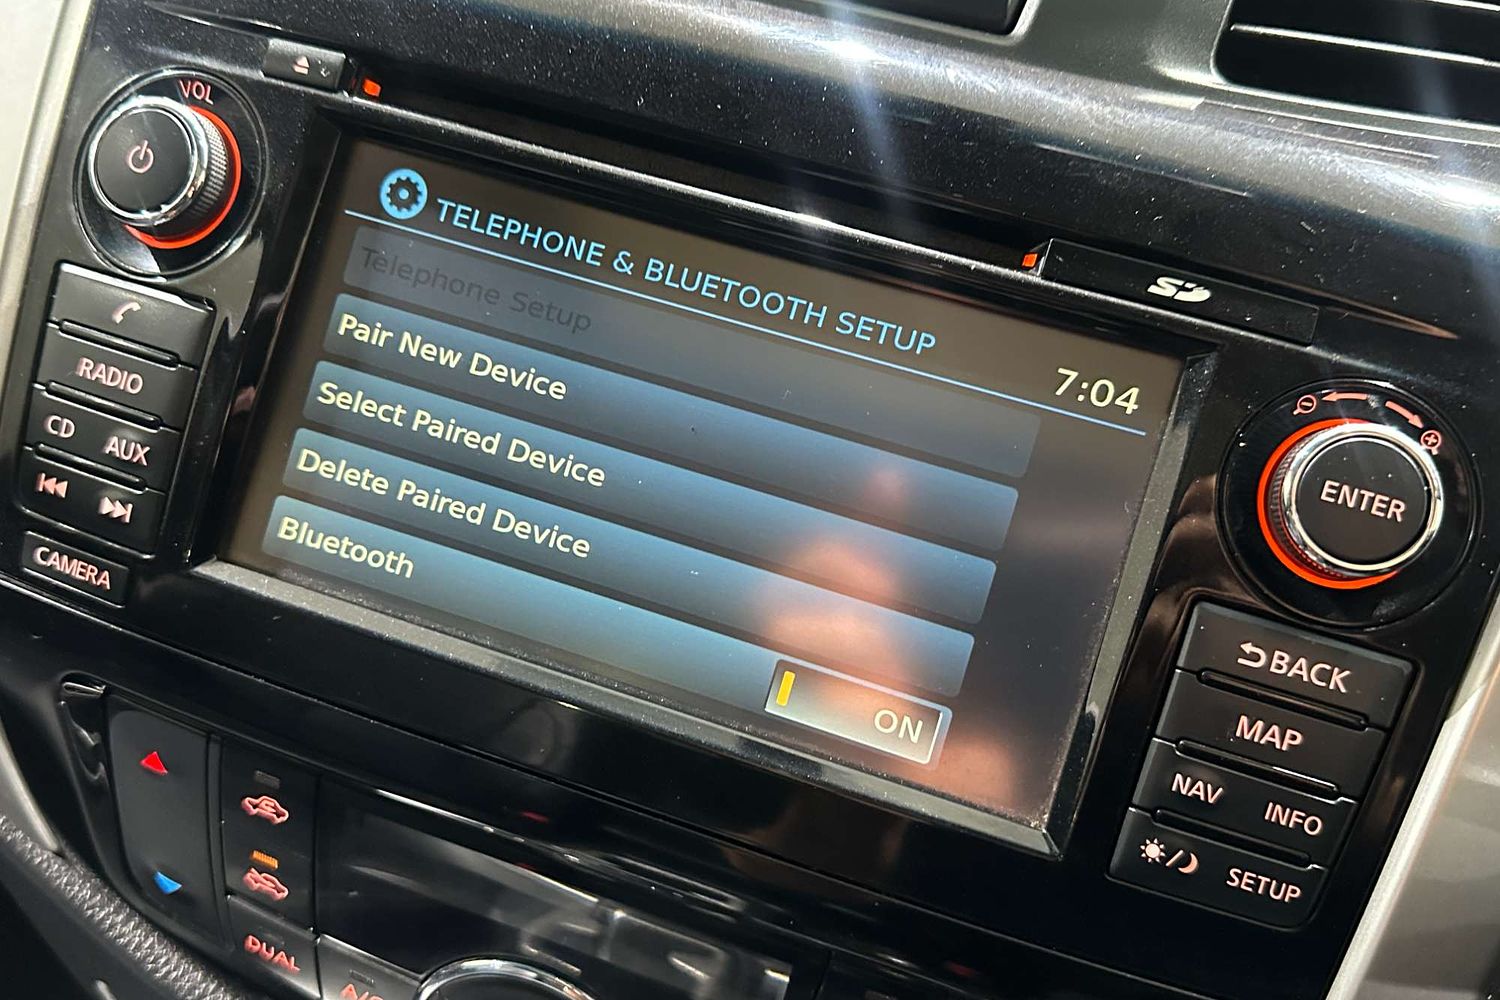 VOL
TELEPHONE & BLUETOOTH SETUP
7:04
Telephone Setup
Pair New Device
Select Paired Device
Delete Paired Device
Bluetooth
ON
RADIO
CD AUX
CAMERA
SD
ENTER
BACK
MAP
NAV INFO
SETUP
DUAL